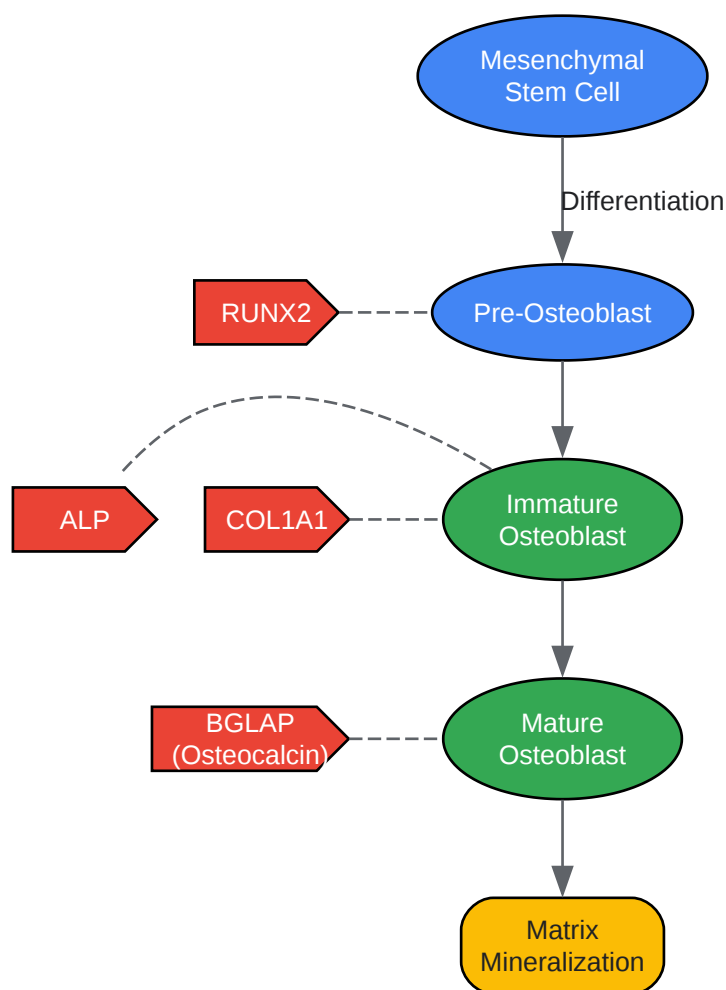 Mesenchymal
Stem Cell
Differentiation
RUNX2
Pre-Osteoblast
ALP
COL1A1
Immature
Osteoblast
BGLAP
(Osteocalcin)
Mature
Osteoblast
Matrix
Mineralization